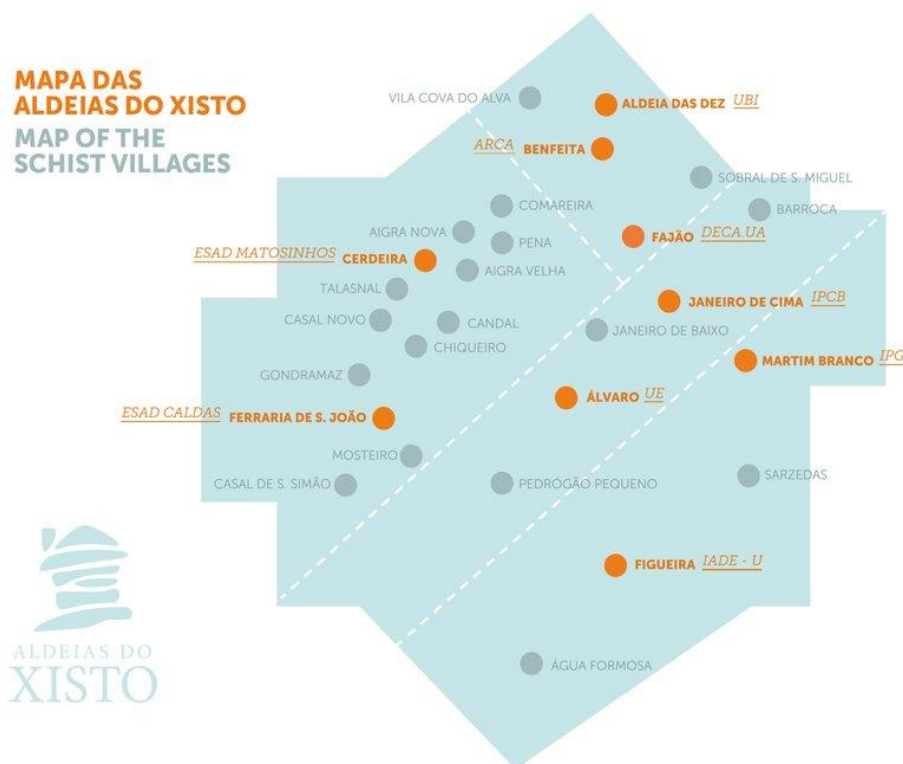 MAPA DAS
ALDEIAS DO XISTO
MAP OF THE
SCHIST VILLAGES
VILA COVA DO ALVA
ALDEIA DAS DEZ UBI
ARCA BENFEITA
SOBRAL DE S. MIGUEL
COMAREIRA
BARROCA
AIGRA NOVA
FAJÃO DECA.UA
PENA
ESAD MATOSINHOS CERDEIRA
AIGRA VELHA
TALASNAL
JANEIRO DE CIMA IPCB
CASAL NOVO
CANDAL
JANEIRO DE BAIXO
CHIQUEIRO
MARTIM BRANCO IPG
GONDRAMAZ
ÁLVARO UE
ESAD CALDAS FERRARIA DE S. JOÃO
MOSTEIRO
SARZEDAS
CASAL DE S. SIMÃO
PEDRÓGÃO PEQUENO
FIGUEIRA IADE - U
ALDEIAS DO
XISTO
ÁGUA FORMOSA